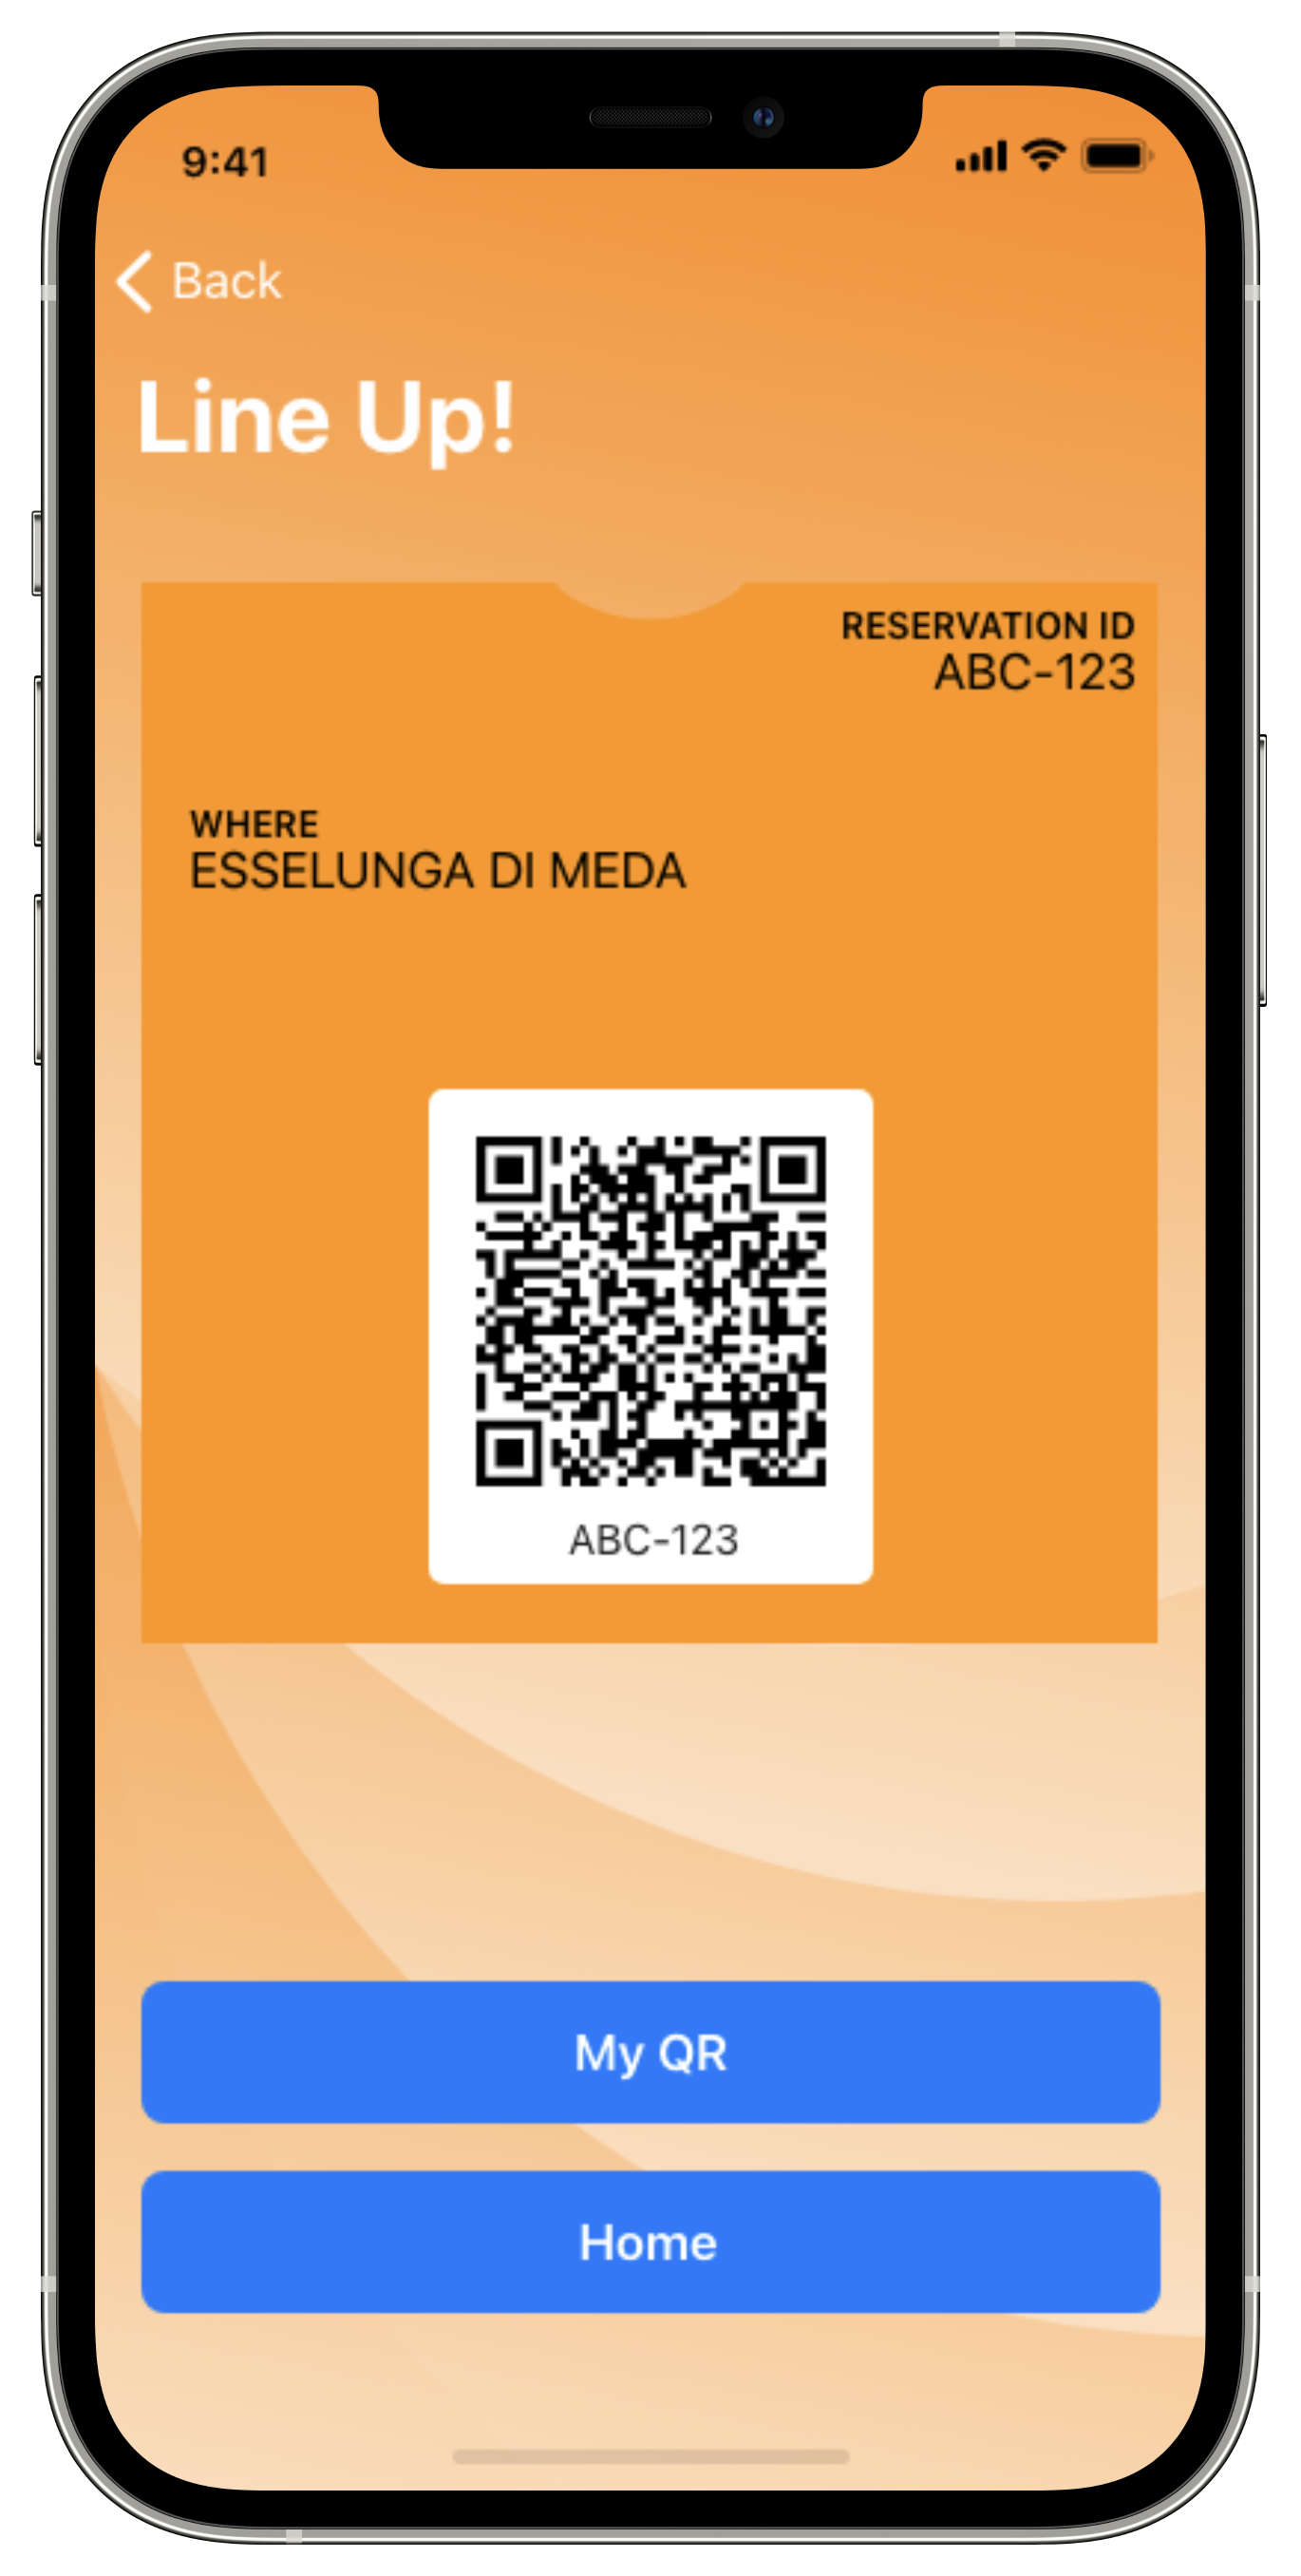 9:41
Back
Line Up!
RESERVATION ID
ABC-123
WHERE
ESSELUNGA DI MEDA
ABC-123
My QR
Home